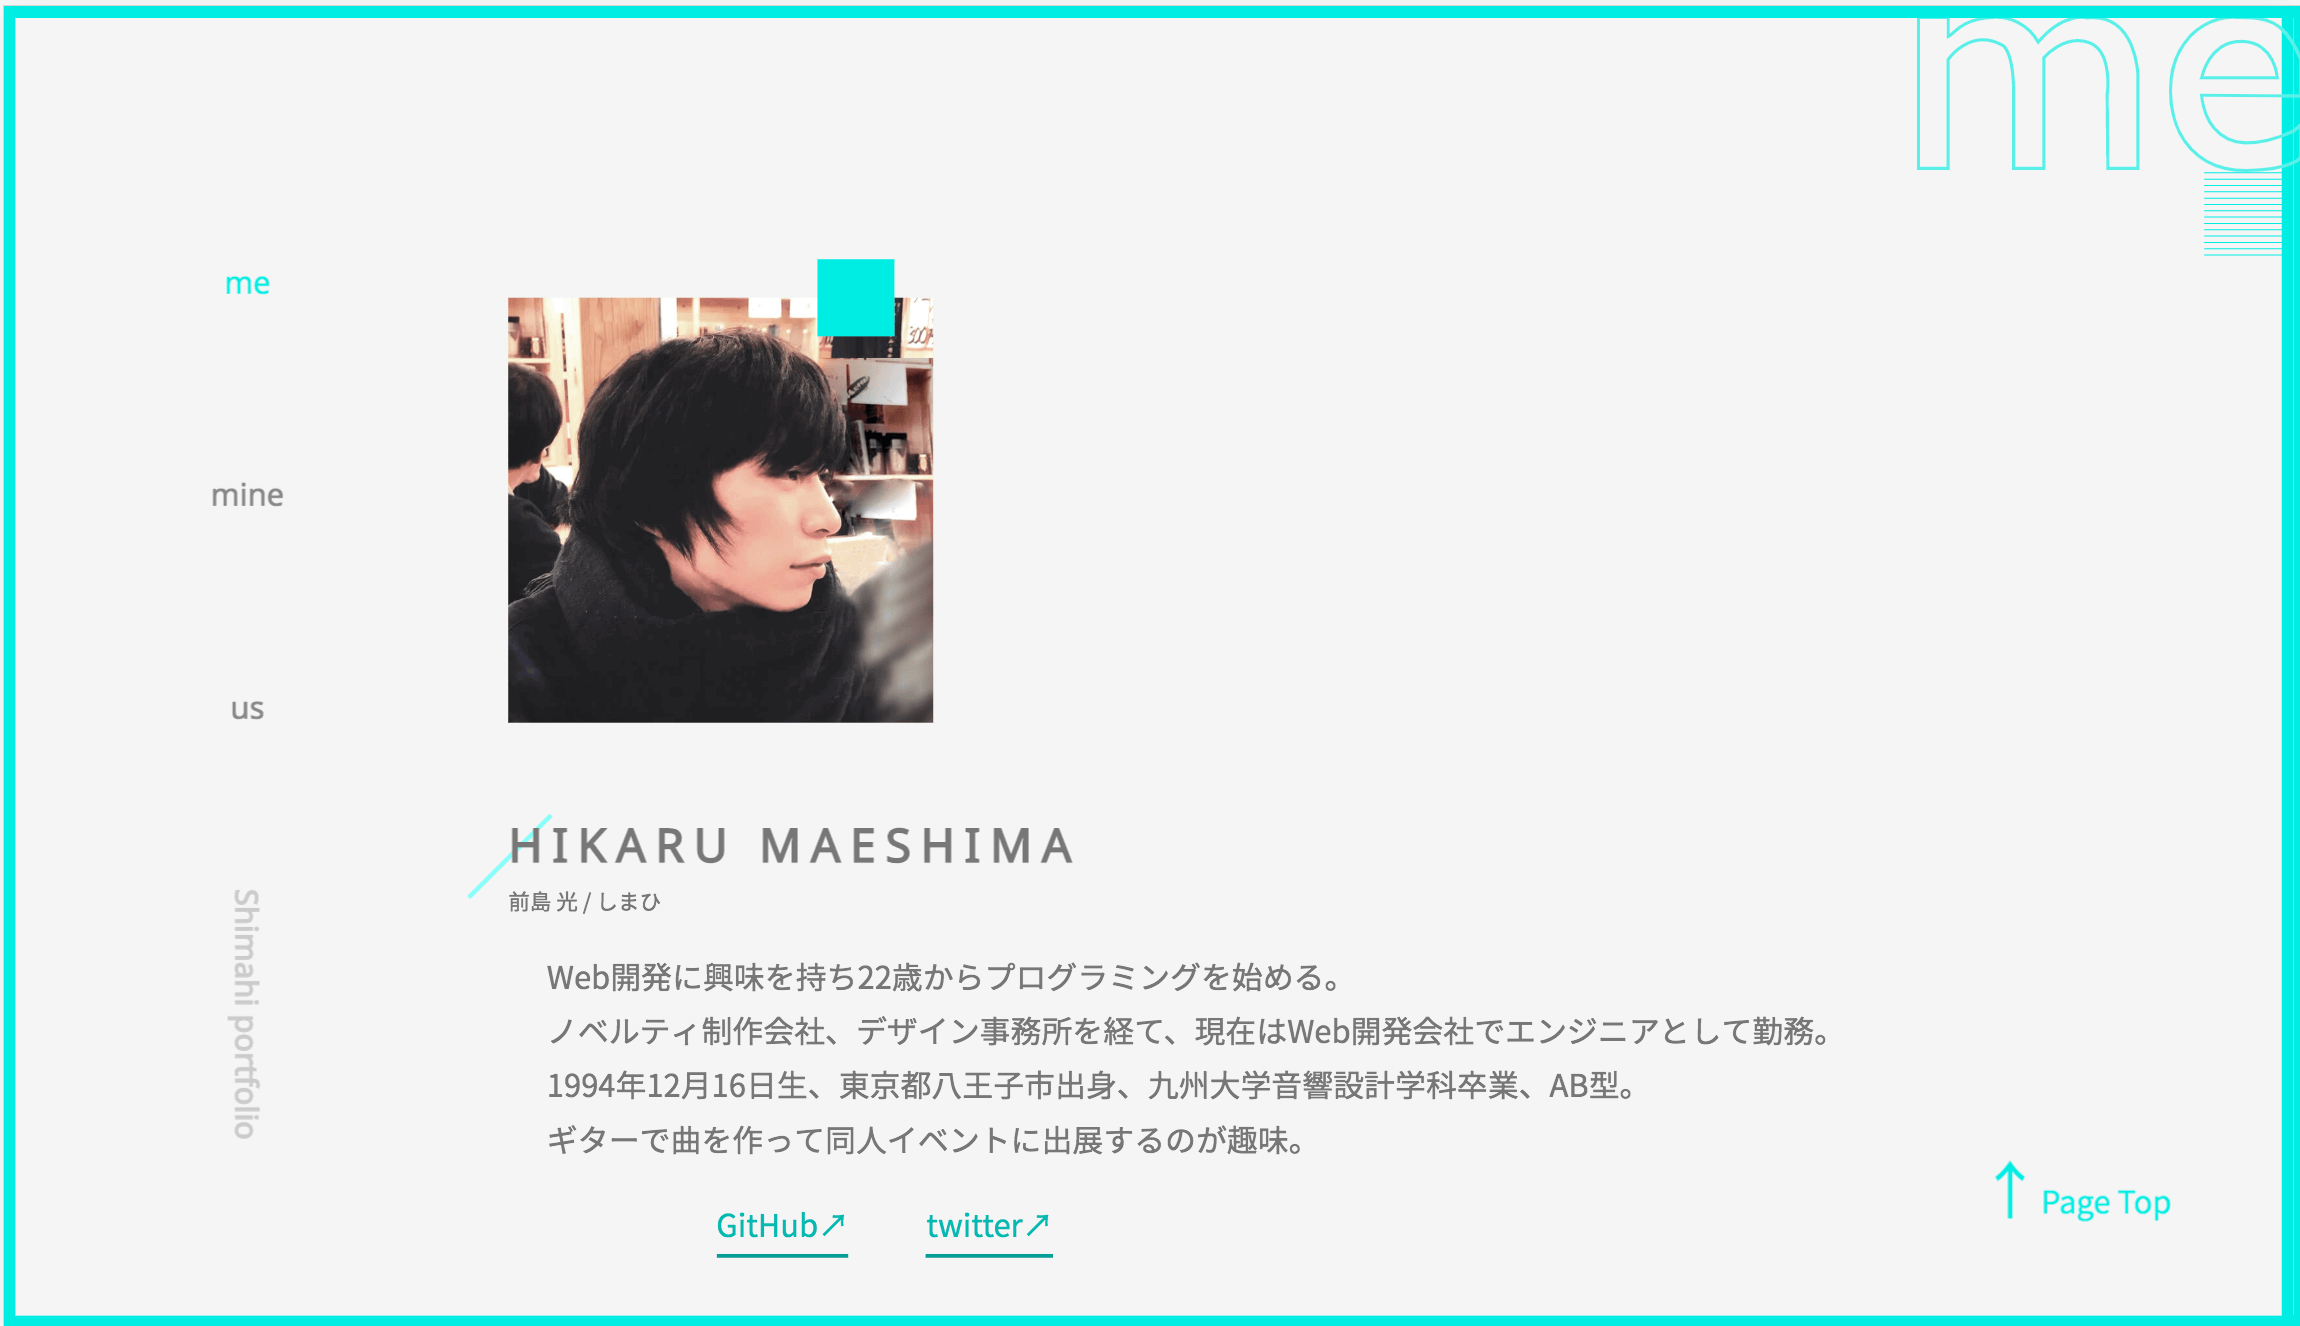 me
me
mine
us
HIKARU MAESHIMA
前島 光 / しまひ
Shimahi portfolio
Web開発に興味を持ち22歳からプログラミングを始める。
ノベルティ制作会社、デザイン事務所を経て、現在はWeb開発会社でエンジニアとして勤務。
1994年12月16日生、東京都八王子市出身、九州大学音響設計学科卒業、AB型。
ギターで曲を作って同人イベントに出展するのが趣味。
↑ Page Top
GitHub↗ twitter↗